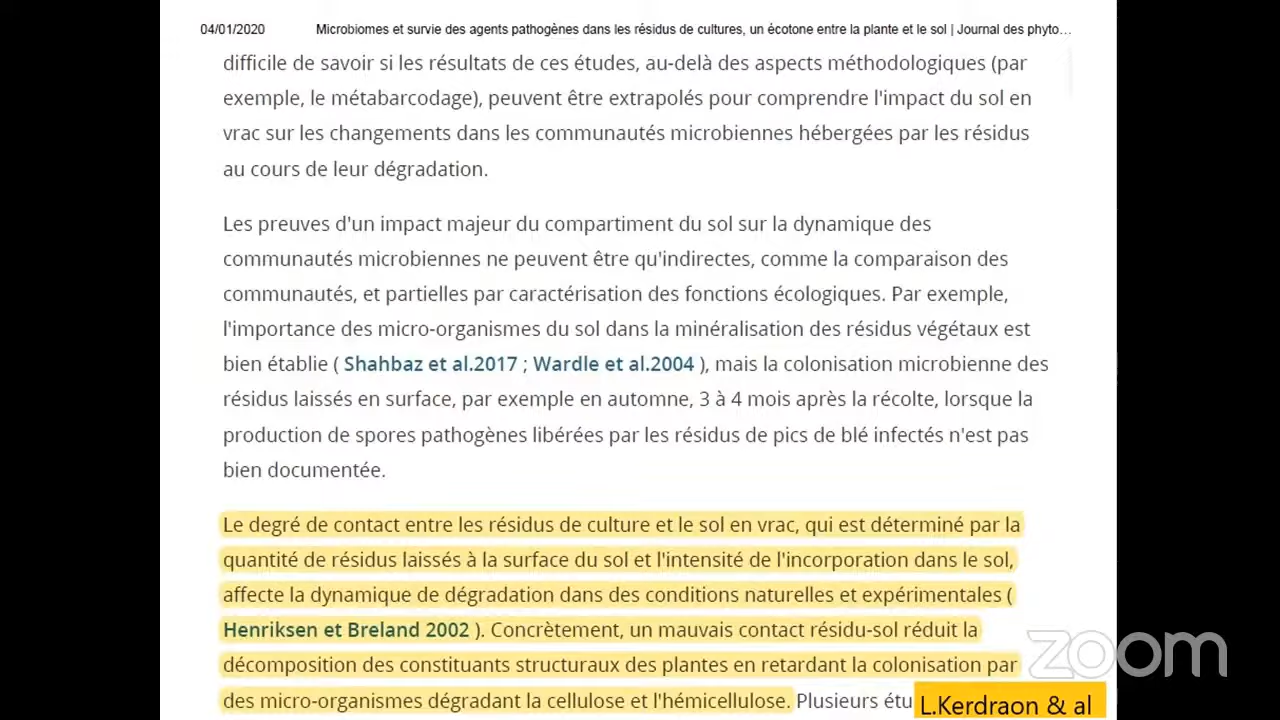 04/01/2020 Microbiomes et survie des agents pathogènes dans les résidus de cultures, un écotone entre la plante et le sol | Journal des phyto…
difficile de savoir si les résultats de ces études, au-delà des aspects méthodologiques (par
exemple, le métabarcodage), peuvent être extrapolés pour comprendre l'impact du sol en
vrac sur les changements dans les communautés microbiennes hébergées par les résidus
au cours de leur dégradation.
Les preuves d'un impact majeur du compartiment du sol sur la dynamique des
communautés microbiennes ne peuvent être qu'indirectes, comme la comparaison des
communautés, et partielles par caractérisation des fonctions écologiques. Par exemple,
l'importance des micro-organismes du sol dans la minéralisation des résidus végétaux est
bien établie ( Shahbaz et al.2017 ; Wardle et al.2004 ), mais la colonisation microbienne des
résidus laissés en surface, par exemple en automne, 3 à 4 mois après la récolte, lorsque la
production de spores pathogènes libérées par les résidus de pics de blé infectés n'est pas
bien documentée.
Le degré de contact entre les résidus de culture et le sol en vrac, qui est déterminé par la
quantité de résidus laissés à la surface du sol et l'intensité de l'incorporation dans le sol,
affecte la dynamique de dégradation dans des conditions naturelles et expérimentales (
Henriksen et Breland 2002 ). Concrètement, un mauvais contact résidu-sol réduit la
décomposition des constituants structuraux des plantes en retardant la colonisation par
des micro-organismes dégradant la cellulose et l'hémicellulose. Plusieurs étu
L.Kerdraon & al
zoom